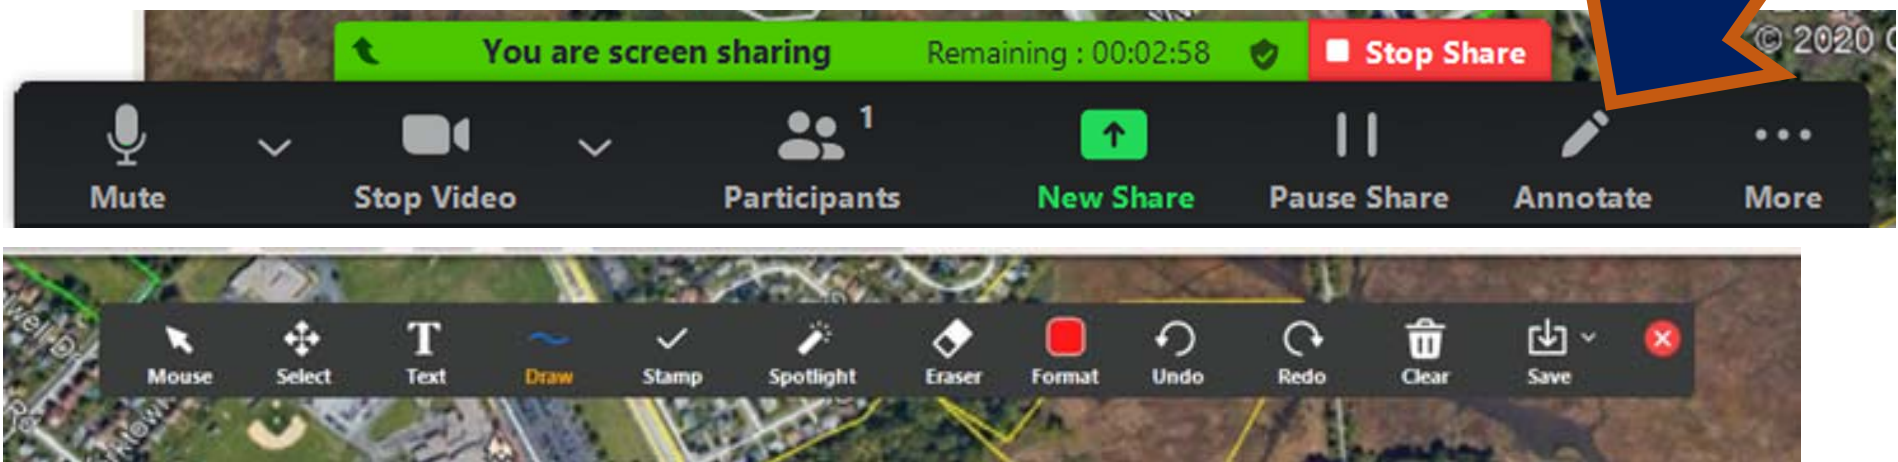 You are screen sharing Remaining : 00:02:58 Stop Share
© 2020
1
Mute Stop Video Participants New Share Pause Share Annotate More
Mouse Select Text Draw Stamp Spotlight Eraser Format Undo Redo Clear Save